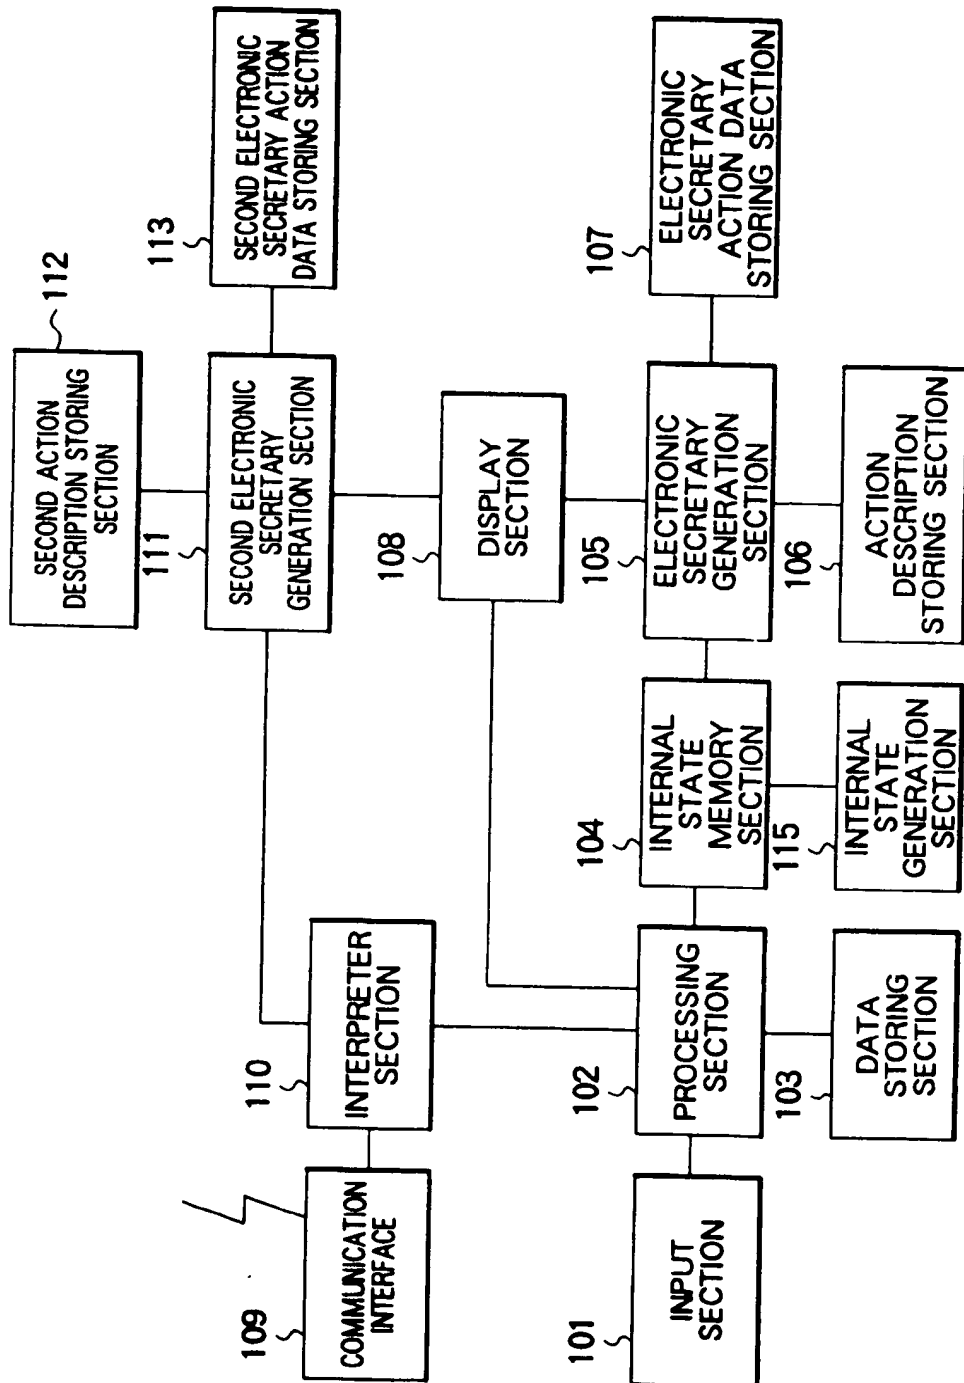 112
SECOND ACTION
DESCRIPTION STORING
SECTION
111
SECOND ELECTRONIC
SECRETARY
GENERATION SECTION
113
SECOND ELECTRONIC
SECRETARY ACTION
DATA STORING SECTION
109
COMMUNICATION
INTERFACE
110
INTERPRETER
SECTION
108
DISPLAY
SECTION
101
INPUT
SECTION
102
PROCESSING
SECTION
104
INTERNAL
STATE
MEMORY
SECTION
105
ELECTRONIC
SECRETARY
GENERATION
SECTION
107
ELECTRONIC
SECRETARY
ACTION DATA
STORING SECTION
103
DATA
STORING
SECTION
115
INTERNAL
STATE
GENERATION
SECTION
106
ACTION
DESCRIPTION
STORING SECTION